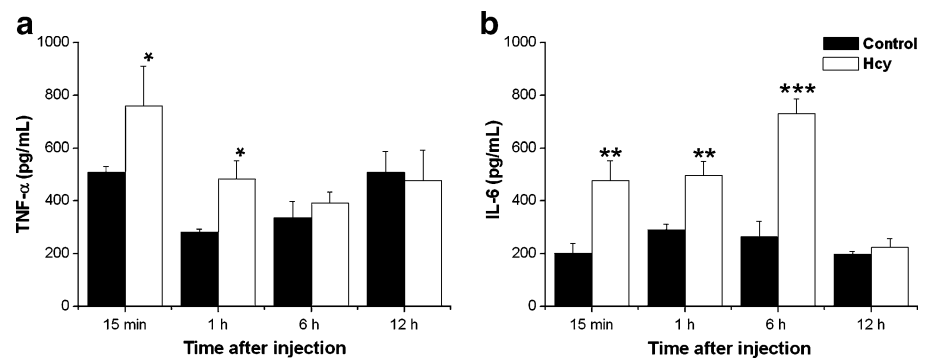 a
TNF-α (pg/mL)
1000
800
600
400
200
0
*
*
15 min 1 h 6 h 12 h
Time after injection
b
IL-6 (pg/mL)
1000
800
600
400
200
0
**
**
***
Control
Hcy
15 min 1 h 6 h 12 h
Time after injection